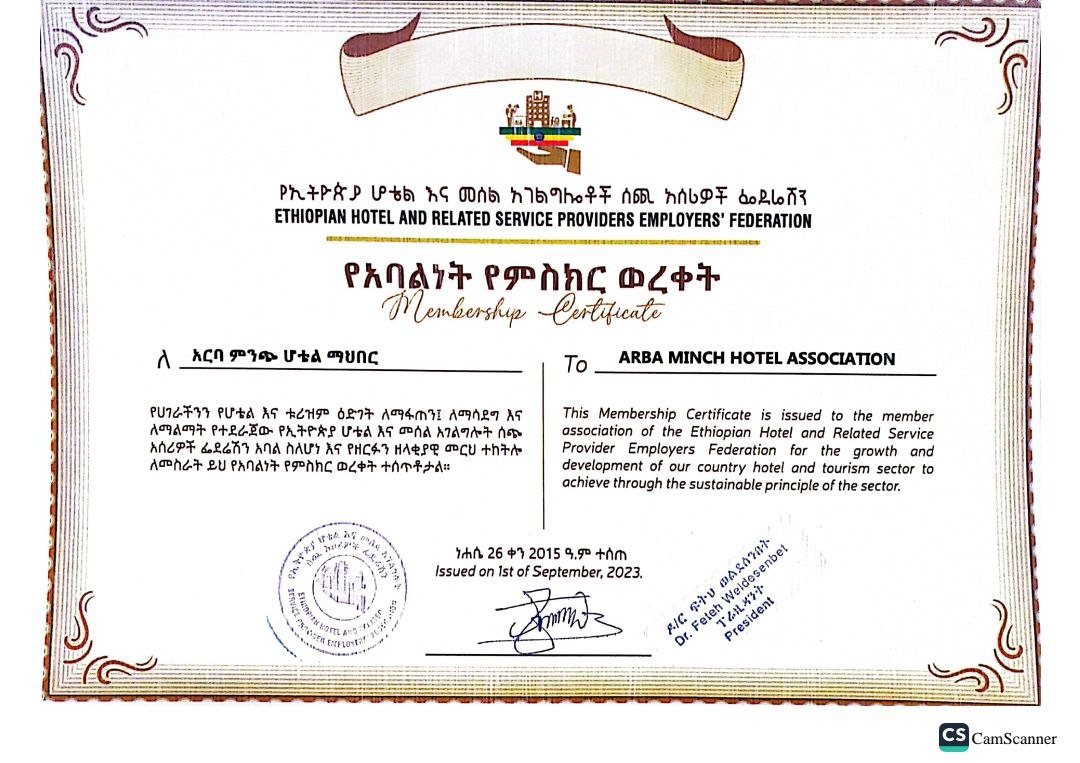 የኢትዮጵያ ሆቴል እና መሰል አገልግሎቶች ሰጪ አሰሪዎች ፌደሬሽን
ETHIOPIAN HOTEL AND RELATED SERVICE PROVIDERS EMPLOYERS' FEDERATION
የአባልነት የምስክር ወረቀት
Membership Certificate
ለ አርባ ምንጭ ሆቴል ማህበር
የሀገራችንን የሆቴል እና ቱሪዝም ዕድገት ለማፋጠን፤ ለማሳደግ እና
ለማልማት የተደራጀው የኢትዮጵያ ሆቴል እና መሰል አገልግሎት ሰጭ
አሰሪዎች ፌደሬሽን አባል ስለሆነ እና የዘርፉን ዘላቂያዊ መርህ ተከትሎ
ለመስራት ይህ የአባልነት የምስክር ወረቀት ተሰጥቶታል።
To ARBA MINCH HOTEL ASSOCIATION
This Membership Certificate is issued to the member
association of the Ethiopian Hotel and Related Service
Provider Employers Federation for the growth and
development of our country hotel and tourism sector to
achieve through the sustainable principle of the sector.
ነሐሴ 26 ቀን 2015 ዓ.ም ተሰጠ
Issued on 1st of September, 2023.
ዶ/ር ፍትህ ወልደሰንበት
Dr. Feteh Weldesenbet
ፕሬዚዳንት
President
ETHIOPIAN HOTEL AND
SERVICE PROVIDER EMPLOYERS'
CS CamScanner